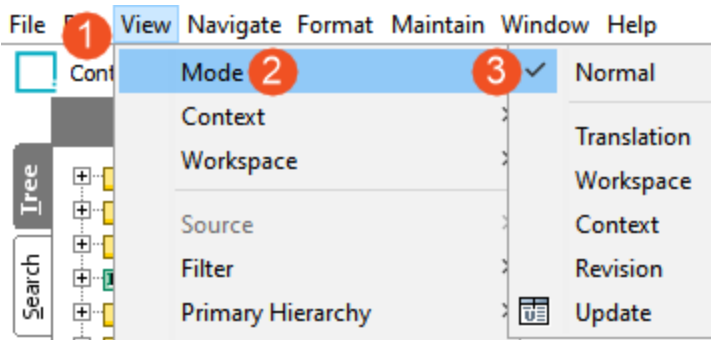 File View Navigate Format Maintain Window Help
1
Cont
Mode 2
3 Normal
Context
Translation
Workspace
Workspace
Source
Context
Filter
Revision
Primary Hierarchy
Update
Tree
Search